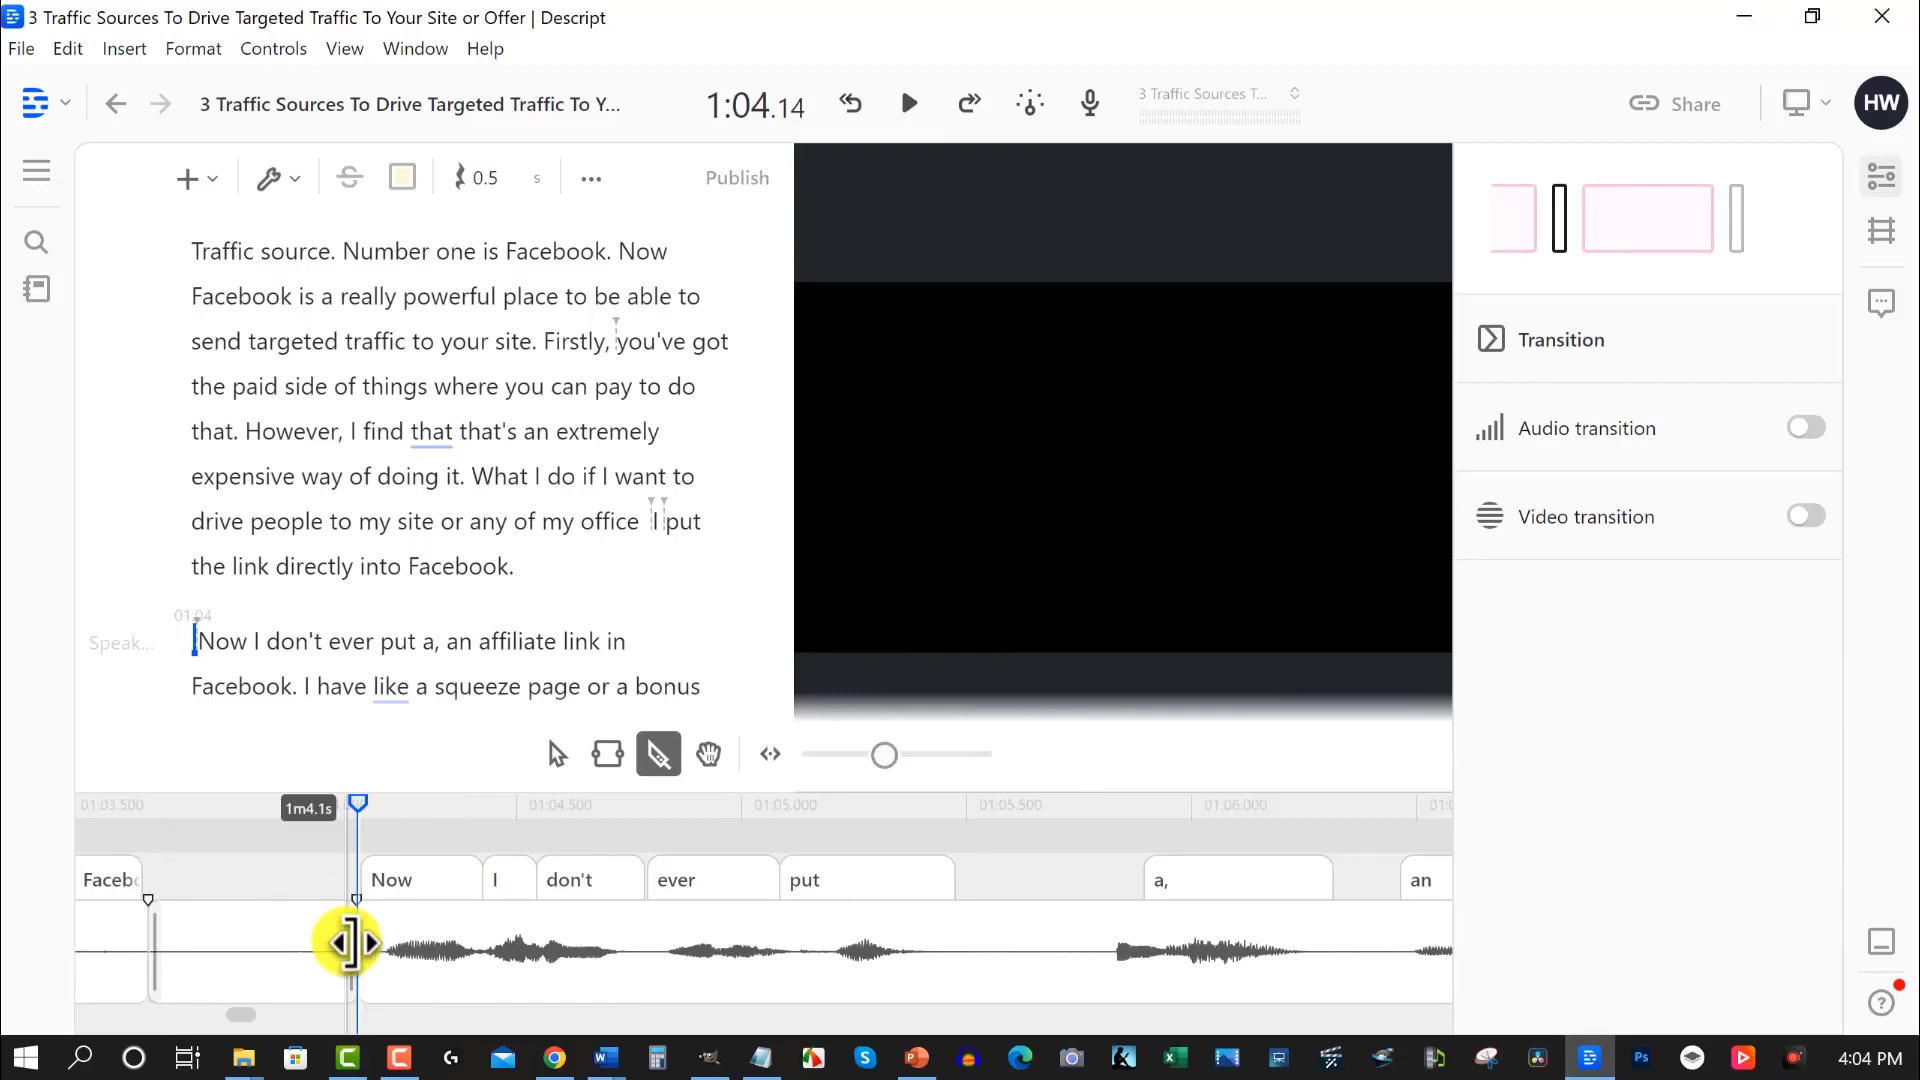 3 Traffic Sources To Drive Targeted Traffic To Your Site or Offer | Descript
File Edit Insert Format Controls View Window Help
3 Traffic Sources To Drive Targeted Traffic To Y...
1:04.14
3 Traffic Sources T...
Share
HW
0.5 s
Publish
Traffic source. Number one is Facebook. Now
Facebook is a really powerful place to be able to
send targeted traffic to your site. Firstly, you've got
the paid side of things where you can pay to do
that. However, I find that that's an extremely
expensive way of doing it. What I do if I want to
drive people to my site or any of my office I put
the link directly into Facebook.
01:04
Speak...
Now I don't ever put a, an affiliate link in
Facebook. I have like a squeeze page or a bonus
Transition
Audio transition
Video transition
01:03.500 1m4.1s 01:04.500 01:05.000 01:05.500 01:06.000
Facebo Now I don't ever put a, an
4:04 PM